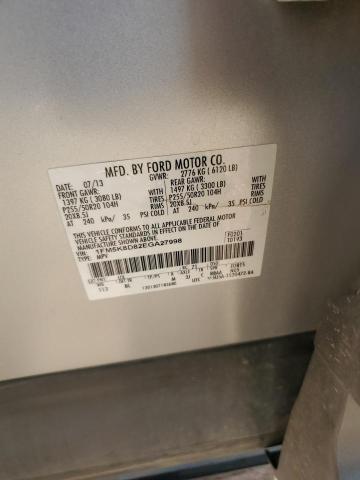 MFD. BY FORD MOTOR CO.
DATE: 07/13 GVWR: 2776 KG ( 6120 LB)
FRONT GAWR: REAR GAWR:
1397 KG ( 3080 LB) WITH 1497 KG ( 3300 LB) WITH
P255/50R20 104H TIRES P255/50R20 104H TIRES
20X8.5J RIMS 20X8.5J RIMS
AT 240 kPa/ 35 PSI COLD AT 240 kPa/ 35 PSI COLD
THIS VEHICLE CONFORMS TO ALL APPLICABLE FEDERAL MOTOR
VEHICLE SAFETY STANDARDS IN EFFECT ON THE DATE OF
MANUFACTURE SHOWN ABOVE.
VIN: 1FM5K8D82EGA27998 F0201
TYPE: MPV T0193